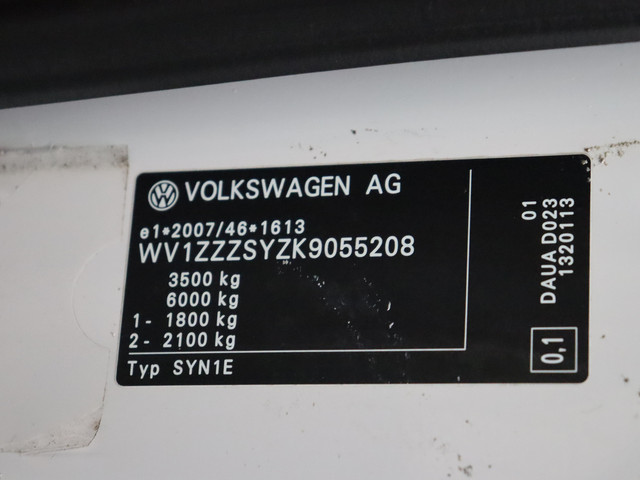 VOLKSWAGEN AG
e1*2007/46*1613
WV1ZZZSYZK9055208
3500 kg
6000 kg
1- 1800 kg
2- 2100 kg
Typ SYN1E
01
DAUA D023
1320113
0,1